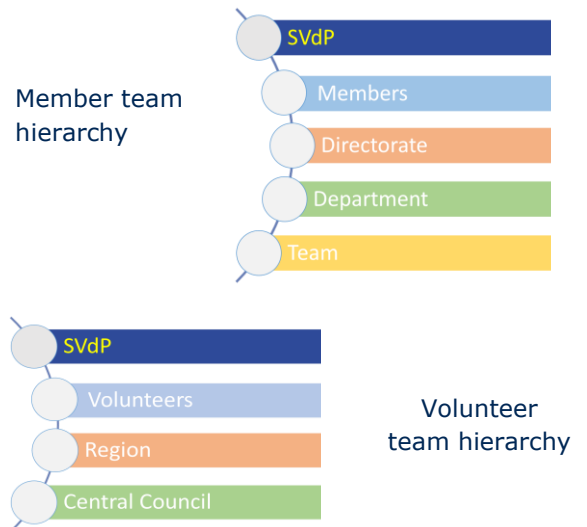 SVdP
Member team
hierarchy
Members
Directorate
Department
Team
SVdP
Volunteers
Region
Central Council
Volunteer
team hierarchy